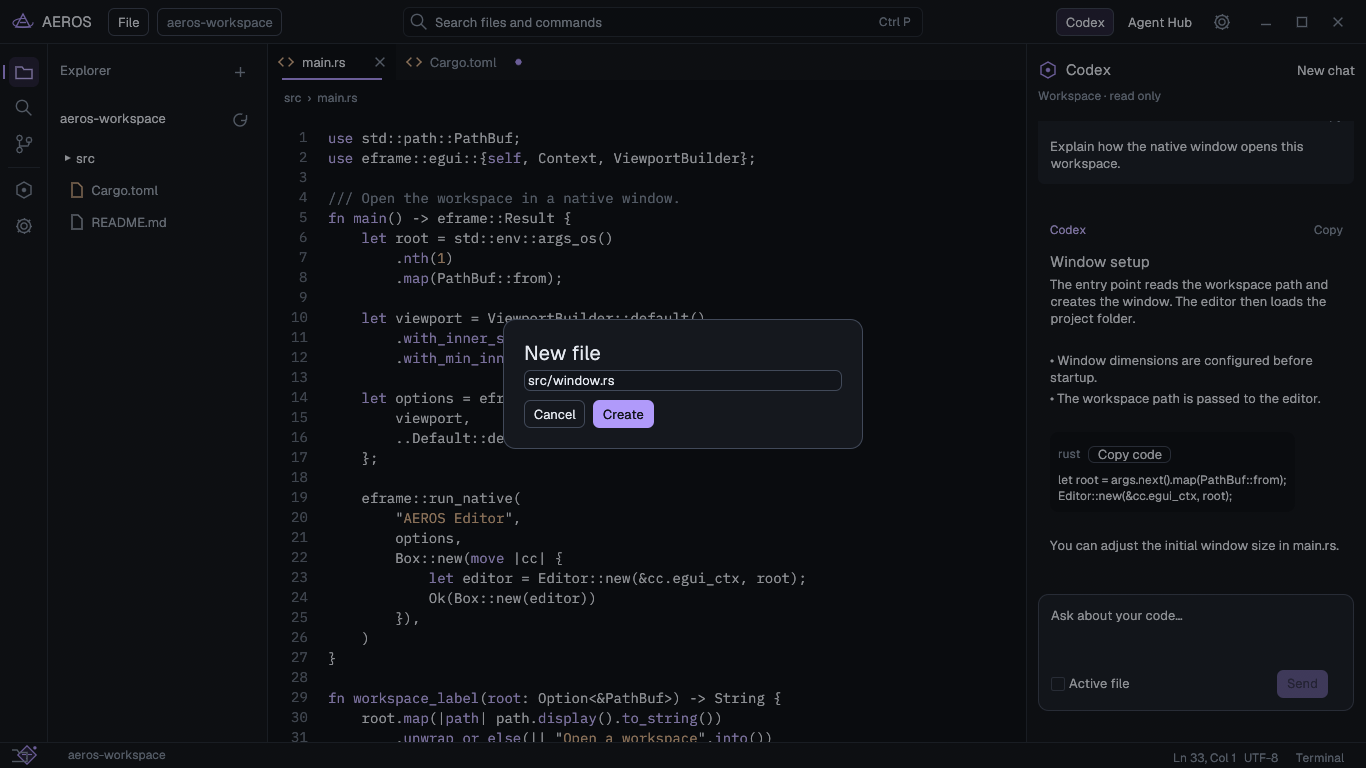 AEROS
File
aeros-workspace
Search files and commands
Ctrl P
Codex
Agent Hub
Explorer
aeros-workspace
src
Cargo.toml
README.md
main.rs
Cargo.toml
src › main.rs
1 use std::path::PathBuf;
2 use eframe::egui::{self, Context, ViewportBuilder};
3
4 /// Open the workspace in a native window.
5 fn main() -> eframe::Result {
6 let root = std::env::args_os()
7 .nth(1)
8 .map(PathBuf::from);
9
10 let viewport = ViewportBuilder::default()
11 .with_inner_s
12 .with_min_inn
13
14 let options = efr
15 viewport,
16 ..Default::de
17 };
18
19 eframe::run_native(
20 "AEROS Editor",
21 options,
22 Box::new(move |cc| {
23 let editor = Editor::new(&cc.egui_ctx, root);
24 Ok(Box::new(editor))
25 }),
26 )
27 }
28
29 fn workspace_label(root: Option<&PathBuf>) -> String {
30 root.map(|path| path.display().to_string())
31 .unwrap_or_else(|| "Open a workspace".into())
New file
src/window.rs
Cancel
Create
Codex
New chat
Workspace · read only
Explain how the native window opens this
workspace.
Codex
Copy
Window setup
The entry point reads the workspace path and
creates the window. The editor then loads the
project folder.
• Window dimensions are configured before
startup.
• The workspace path is passed to the editor.
rust
Copy code
let root = args.next().map(PathBuf::from);
Editor::new(&cc.egui_ctx, root);
You can adjust the initial window size in main.rs.
Ask about your code…
Active file
Send
aeros-workspace
Ln 33, Col 1
UTF-8
Terminal